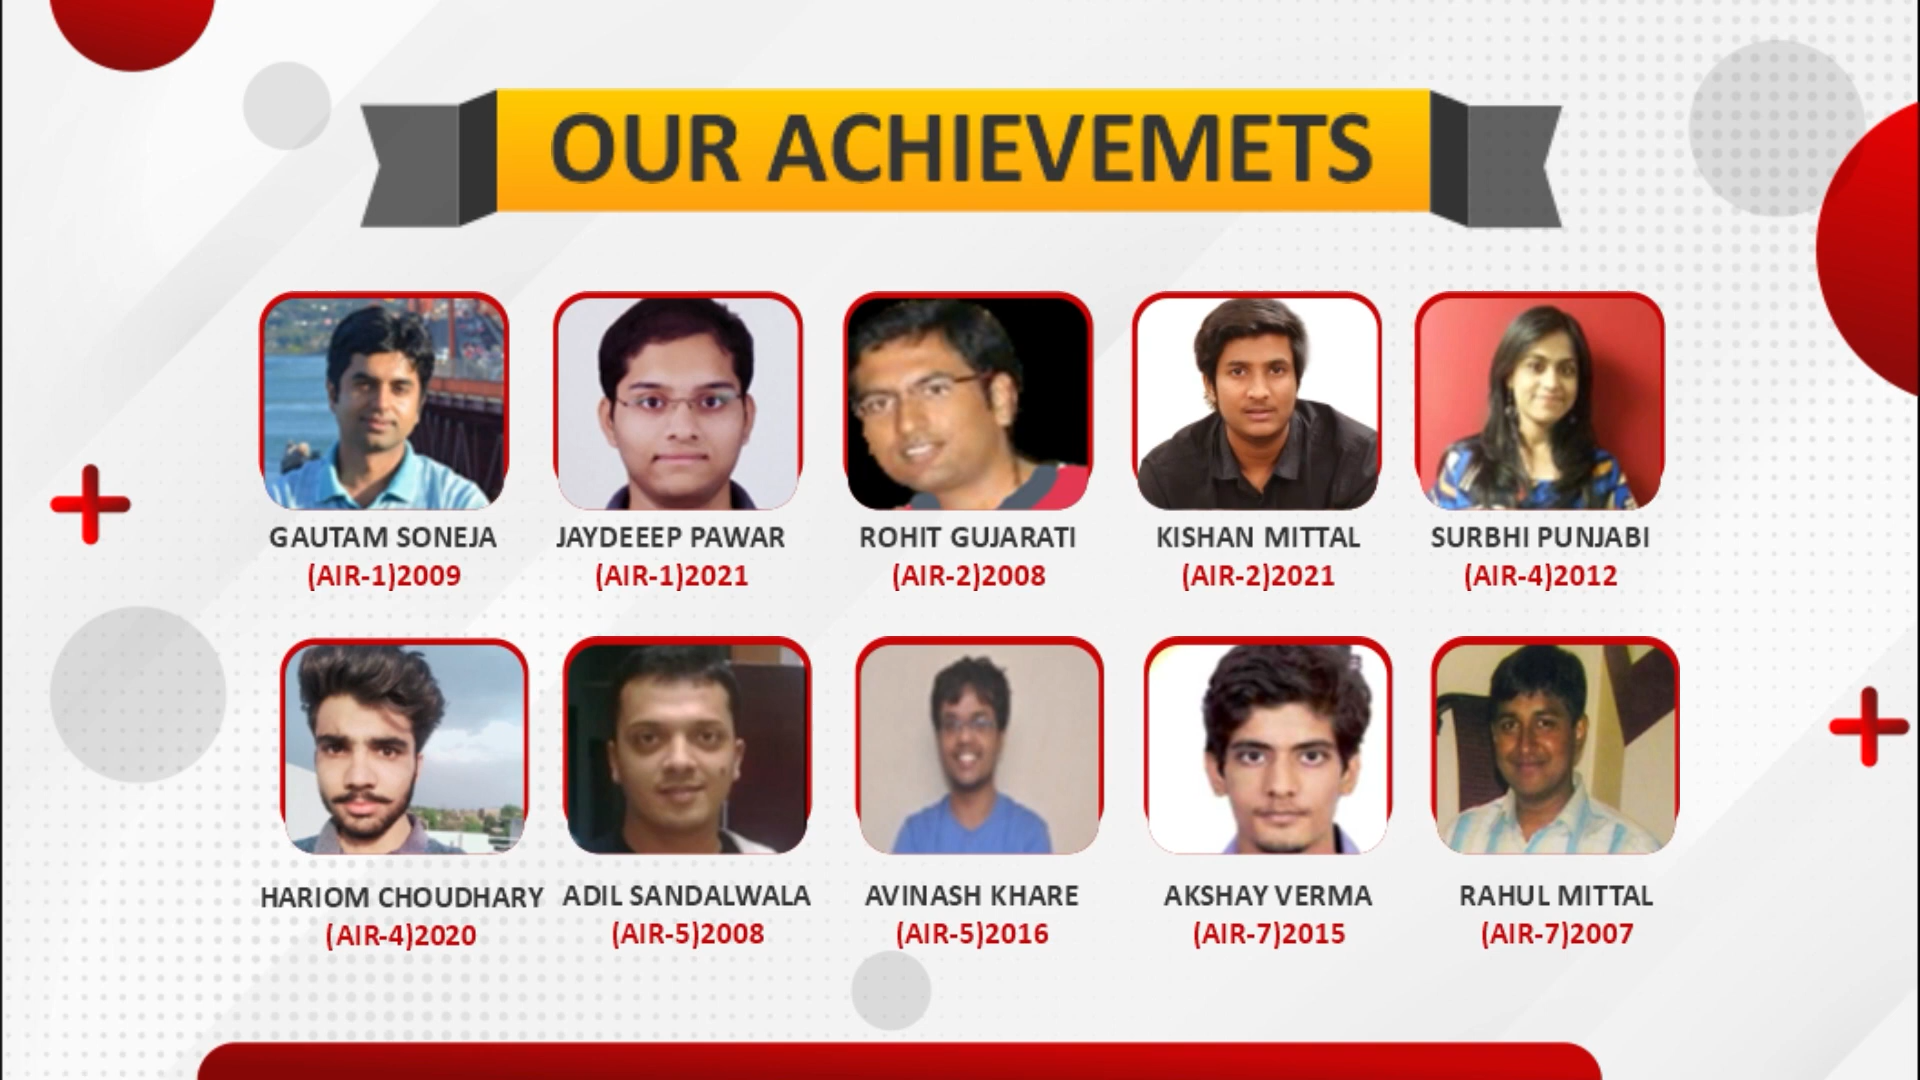 OUR ACHIEVEMETS
GAUTAM SONEJA
(AIR-1)2009
JAYDEEEP PAWAR
(AIR-1)2021
ROHIT GUJARATI
(AIR-2)2008
KISHAN MITTAL
(AIR-2)2021
SURBHI PUNJABI
(AIR-4)2012
HARIOM CHOUDHARY
(AIR-4)2020
ADIL SANDALWALA
(AIR-5)2008
AVINASH KHARE
(AIR-5)2016
AKSHAY VERMA
(AIR-7)2015
RAHUL MITTAL
(AIR-7)2007